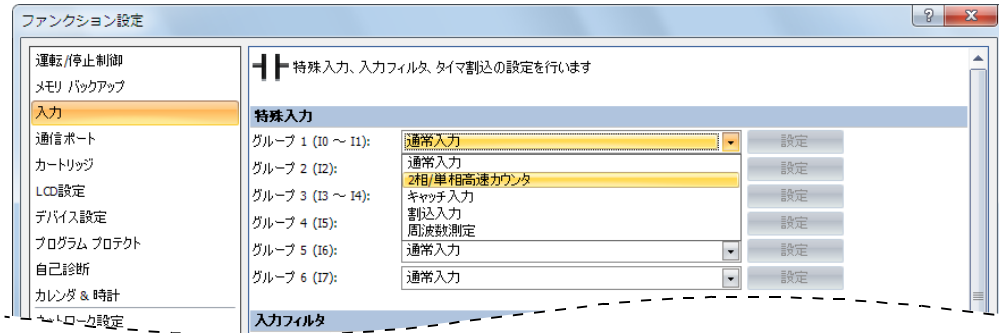 ファンクション設定
運転/停止制御
メモリ バックアップ
入力
通信ポート
カートリッジ
LCD設定
デバイス設定
プログラム プロテクト
自己診断
カレンダ & 時計
ネットワーク設定
特殊入力、入力フィルタ、タイマ割込の設定を行います
特殊入力
グループ 1 (I0 ～ I1): 通常入力 設定
グループ 2 (I2): 通常入力
2相/単相高速カウンタ 設定
グループ 3 (I3 ～ I4): キャッチ入力 設定
割込入力
グループ 4 (I5): 周波数測定 設定
グループ 5 (I6): 通常入力 設定
グループ 6 (I7): 通常入力 設定
入力フィルタ